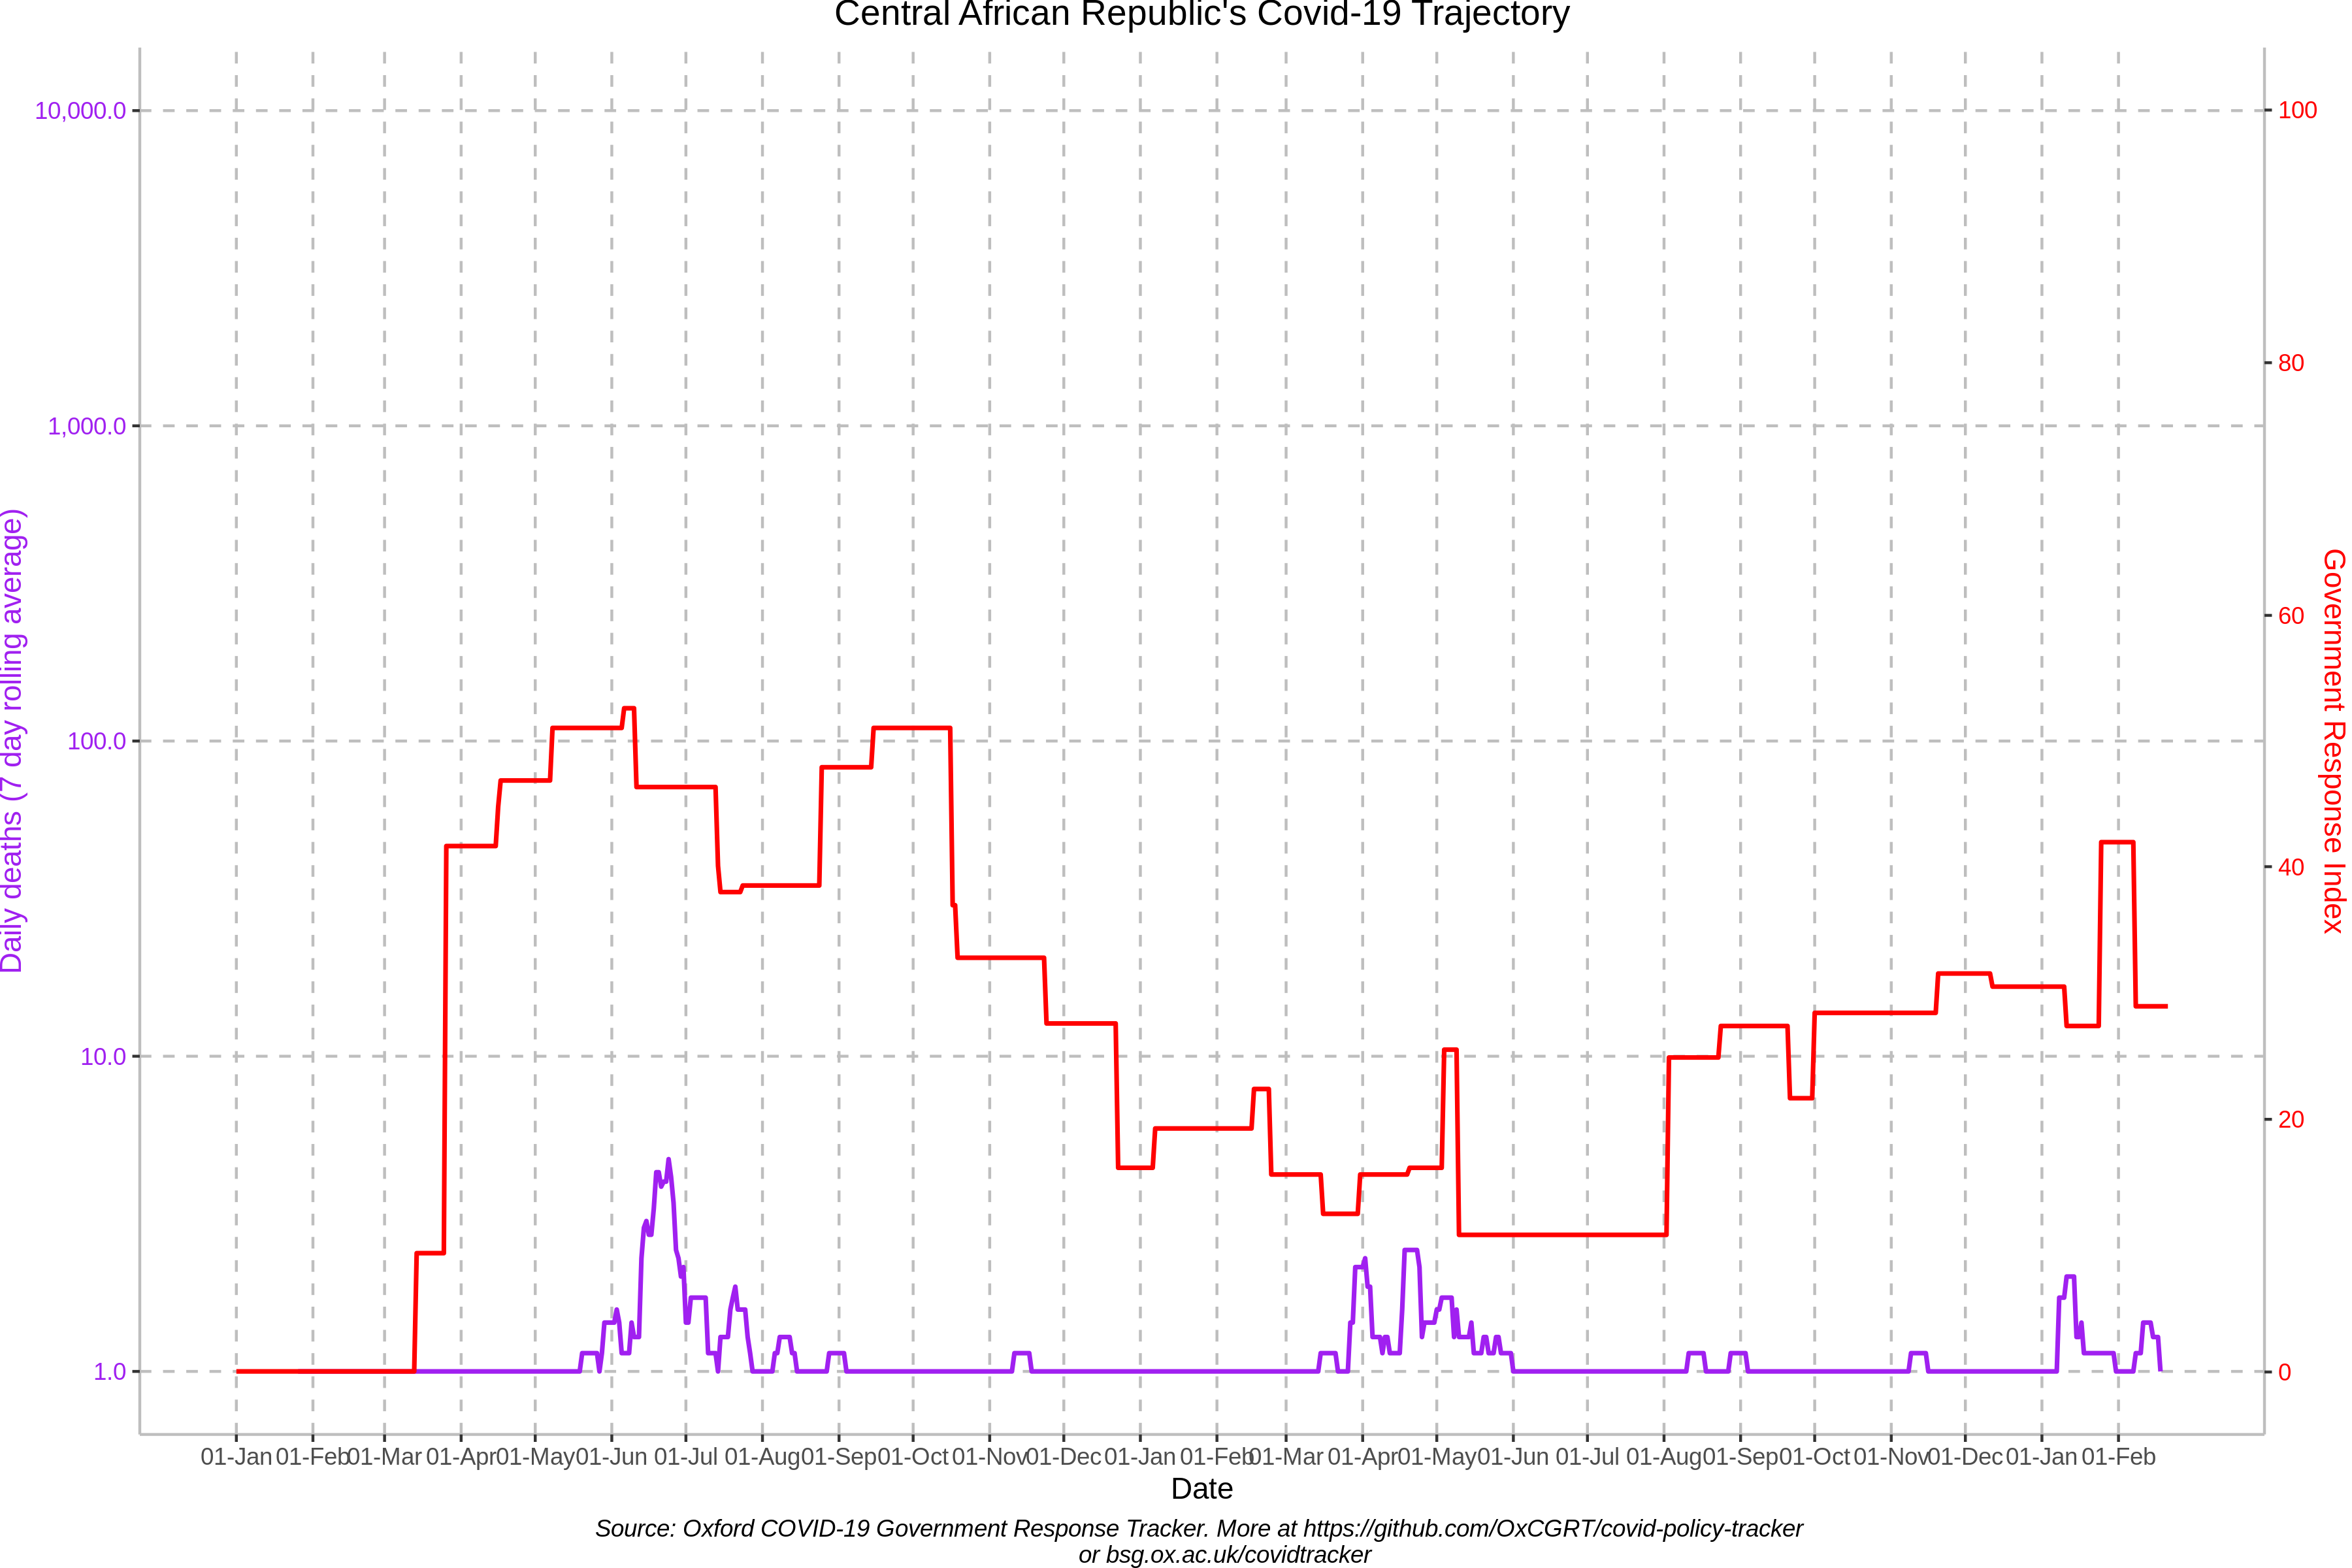 Central African Republic's Covid-19 Trajectory
10,000.0
1,000.0
100.0
10.0
1.0
Daily deaths (7 day rolling average)
100
80
60
40
20
0
Government Response Index
01-Jan 01-Feb 01-Mar 01-Apr 01-May 01-Jun 01-Jul 01-Aug 01-Sep 01-Oct 01-Nov 01-Dec 01-Jan 01-Feb 01-Mar 01-Apr 01-May 01-Jun 01-Jul 01-Aug 01-Sep 01-Oct 01-Nov 01-Dec 01-Jan 01-Feb
Date
Source: Oxford COVID-19 Government Response Tracker. More at https://github.com/OxCGRT/covid-policy-tracker
or bsg.ox.ac.uk/covidtracker